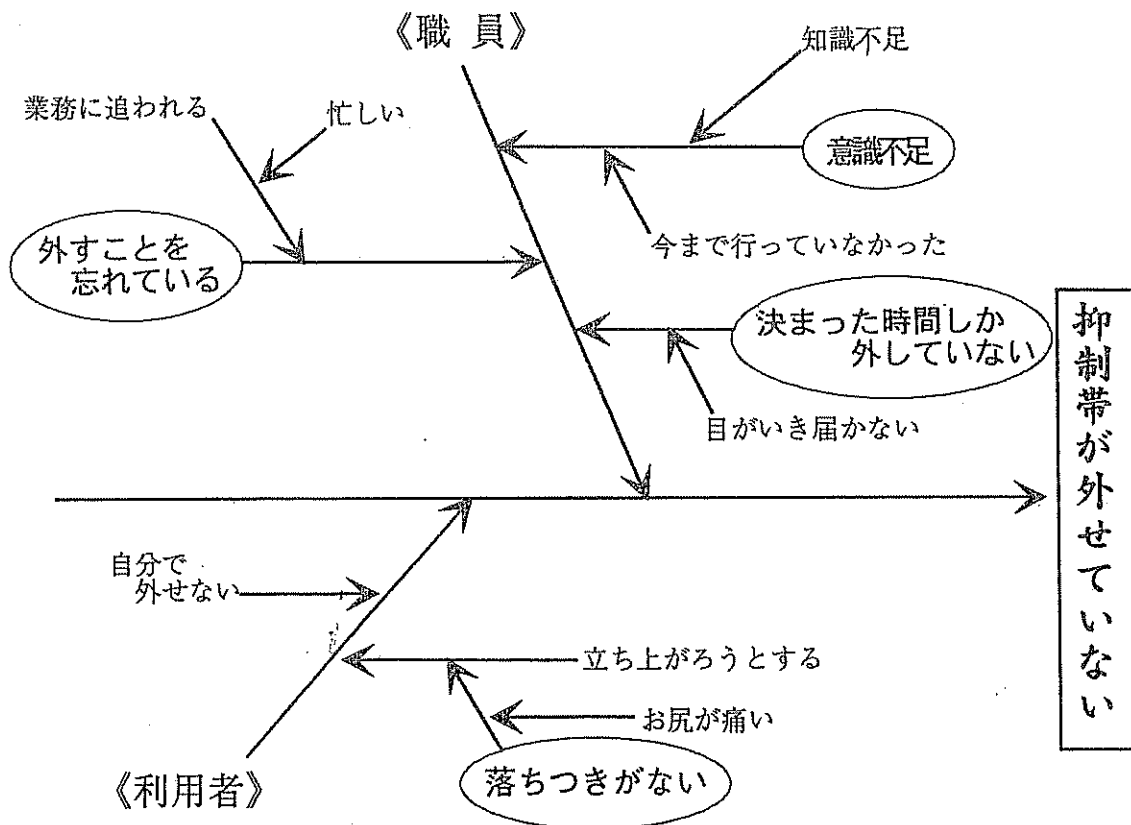 《職 員》
知識不足
業務に追われる
忙しい
意識不足
外すことを
忘れている
今まで行っていなかった
決まった時間しか
外していない
目がいき届かない
抑制帯が外せていない
自分で
外せない
立ち上がろうとする
お尻が痛い
落ちつきがない
《利用者》